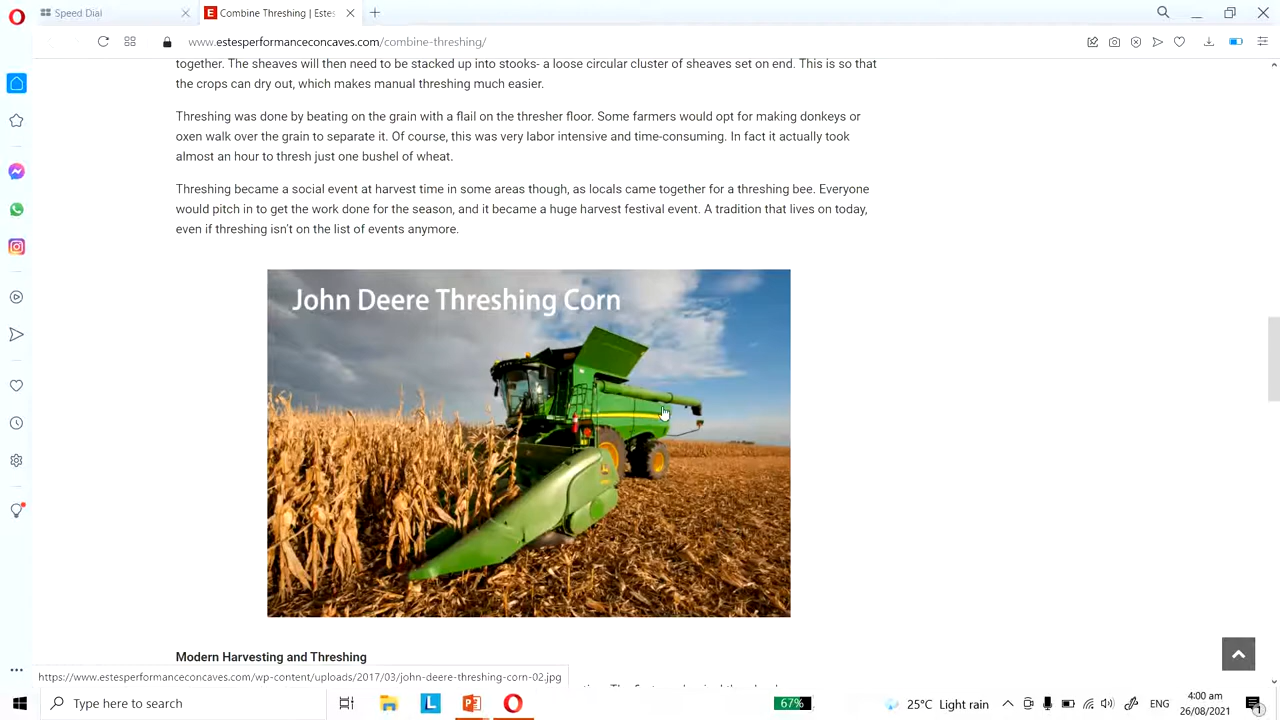 Speed Dial
Combine Threshing | Estes
www.estesperformanceconcaves.com/combine-threshing/
together. The sheaves will then need to be stacked up into stooks- a loose circular cluster of sheaves set on end. This is so that
the crops can dry out, which makes manual threshing much easier.
Threshing was done by beating on the grain with a flail on the thresher floor. Some farmers would opt for making donkeys or
oxen walk over the grain to separate it. Of course, this was very labor intensive and time-consuming. In fact it actually took
almost an hour to thresh just one bushel of wheat.
Threshing became a social event at harvest time in some areas though, as locals came together for a threshing bee. Everyone
would pitch in to get the work done for the season, and it became a huge harvest festival event. A tradition that lives on today,
even if threshing isn't on the list of events anymore.
John Deere Threshing Corn
Modern Harvesting and Threshing
https://www.estesperformanceconcaves.com/wp-content/uploads/2017/03/john-deere-threshing-corn-02.jpg
Type here to search
67%
25°C Light rain
ENG
4:00 am
26/08/2021